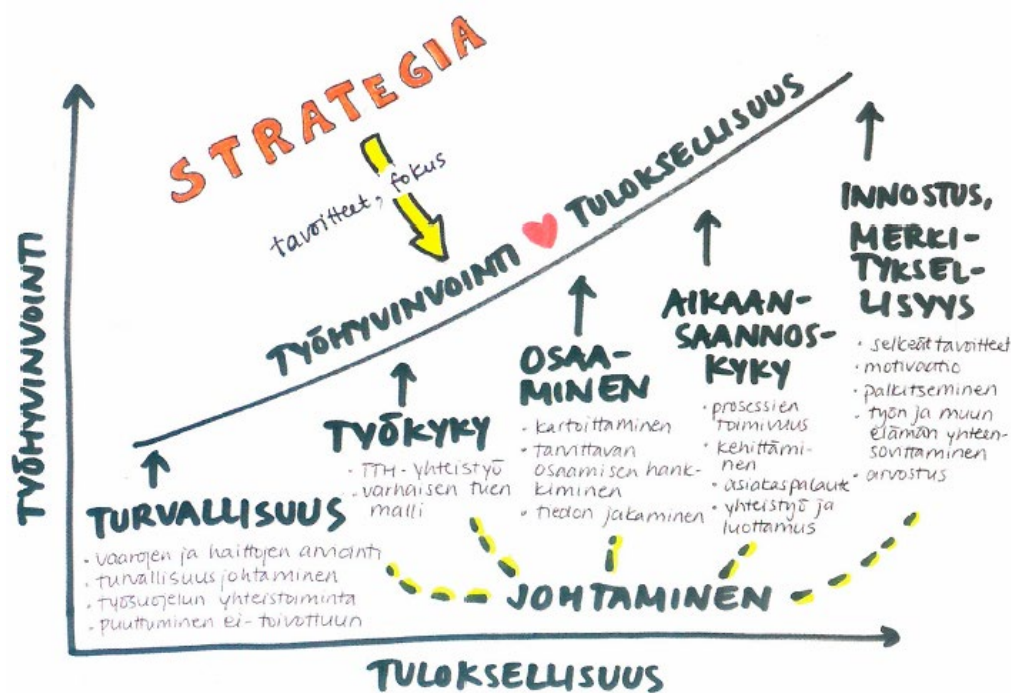 STRATEGIA
tavoitteet, fokus
TYÖHYVINVOINTI
TYÖHYVINVOINTI ♥ TULOKSELLISUUS
TURVALLISUUS
• vaarojen ja haittojen arviointi
• turvallisuusjohtaminen
• työsuojelun yhteistoiminta
• puuttuminen ei-toivottuun
TYÖKYKY
• TTH-yhteistyö
• varhaisen tuen
malli
OSAA-
MINEN
• kartoittaminen
• tarvittavan
osaamisen hank-
kiminen
• tiedon jakaminen
AIKAAN-
SAANNOS-
KYKY
• prosessien
toimivuus
• kehittämi-
nen
• asiakaspalaute
• yhteistyö ja
luottamus
INNOSTUS,
MERKI-
TYKSEL-
LISYYS
• selkeät tavoitteet
• motivaatio
• palkitseminen
• työn ja muun
elämän yhteen-
sovittaminen
• arvostus
JOHTAMINEN
TULOKSELLISUUS